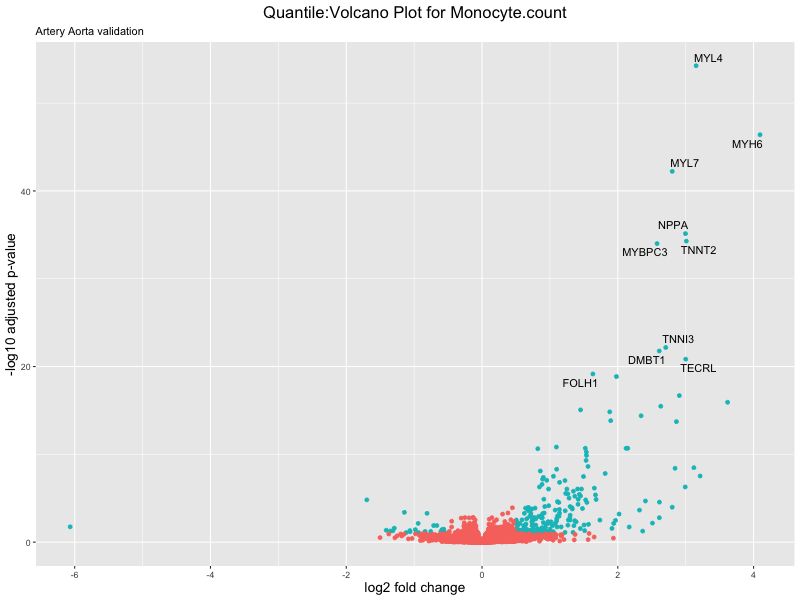 Quantile:Volcano Plot for Monocyte.count
Artery Aorta validation
MYL4
MYH6
MYL7
NPPA
MYBPC3
TNNT2
TNNI3
DMBT1
TECRL
FOLH1
-log10 adjusted p-value
40
20
0
-6
-4
-2
0
2
4
log2 fold change